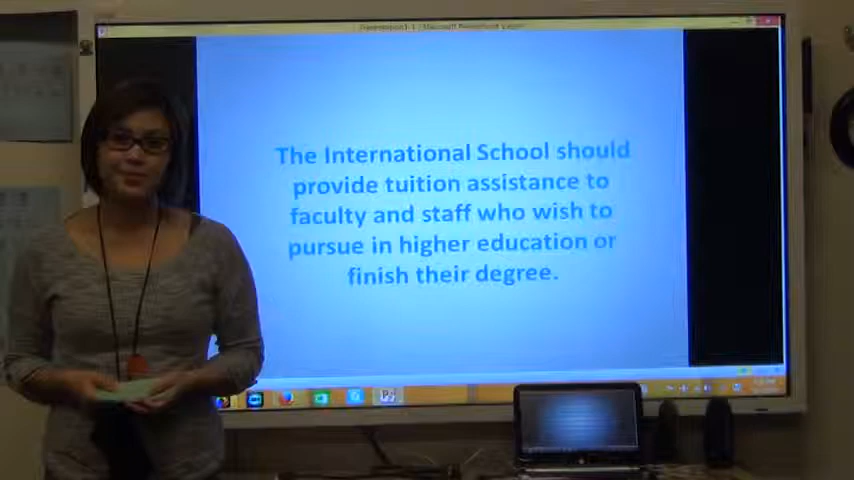 The International School should
provide tuition assistance to
faculty and staff who wish to
pursue in higher education or
finish their degree.